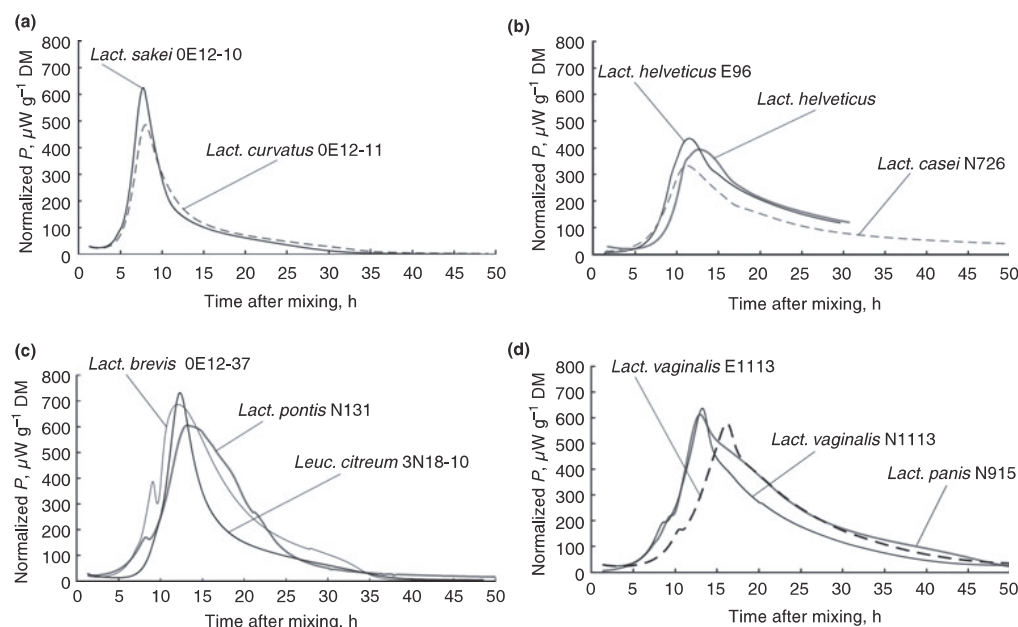 (a)
800
700
600
500
400
300
200
100
0
Normalized P, µW g–1 DM
Lact. sakei 0E12-10
Lact. curvatus 0E12-11
0 5 10 15 20 25 30 35 40 45 50
Time after mixing, h
(b)
800
700
600
500
400
300
200
100
0
Normalized P, µW g–1 DM
Lact. helveticus E96
Lact. helveticus
Lact. casei N726
0 5 10 15 20 25 30 35 40 45 50
Time after mixing, h
(c)
800
700
600
500
400
300
200
100
0
Normalized P, µW g–1 DM
Lact. brevis 0E12-37
Lact. pontis N131
Leuc. citreum 3N18-10
0 5 10 15 20 25 30 35 40 45 50
Time after mixing, h
(d)
800
700
600
500
400
300
200
100
0
Normalized P, µW g–1 DM
Lact. vaginalis E1113
Lact. vaginalis N1113
Lact. panis N915
0 5 10 15 20 25 30 35 40 45 50
Time after mixing, h